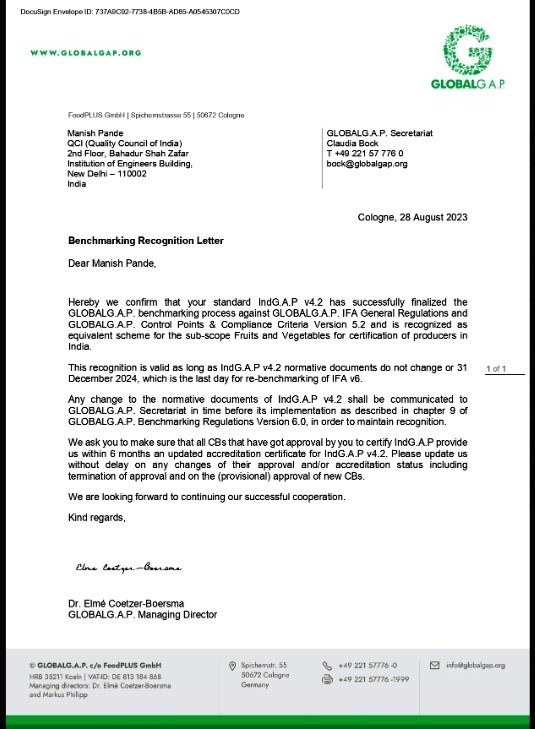 DocuSign Envelope ID: 737A9C92-7738-4B5B-AD85-A0545307C0CD
WWW.GLOBALGAP.ORG
GLOBALG.A.P.
FoodPLUS GmbH | Spichernstrasse 55 | 50672 Cologne
Manish Pande
QCI (Quality Council of India)
2nd Floor, Bahadur Shah Zafar
Institution of Engineers Building,
New Delhi – 110002
India
GLOBALG.A.P. Secretariat
Claudia Bock
T +49 221 57 776 0
bock@globalgap.org
Cologne, 28 August 2023
Benchmarking Recognition Letter
Dear Manish Pande,
Hereby we confirm that your standard IndG.A.P v4.2 has successfully finalized the
GLOBALG.A.P. benchmarking process against GLOBALG.A.P. IFA General Regulations and
GLOBALG.A.P. Control Points & Compliance Criteria Version 5.2 and is recognized as
equivalent scheme for the sub-scope Fruits and Vegetables for certification of producers in
India.
This recognition is valid as long as IndG.A.P v4.2 normative documents do not change or 31
December 2024, which is the last day for re-benchmarking of IFA v6.
1 of 1
Any change to the normative documents of IndG.A.P v4.2 shall be communicated to
GLOBALG.A.P. Secretariat in time before its implementation as described in chapter 9 of
GLOBALG.A.P. Benchmarking Regulations Version 6.0, in order to maintain recognition.
We ask you to make sure that all CBs that have got approval by you to certify IndG.A.P provide
us within 6 months an updated accreditation certificate for IndG.A.P v4.2. Please update us
without delay on any changes of their approval and/or accreditation status including
termination of approval and on the (provisional) approval of new CBs.
We are looking forward to continuing our successful cooperation.
Kind regards,
Elmé Coetzer-Boersma
Dr. Elmé Coetzer-Boersma
GLOBALG.A.P. Managing Director
© GLOBALG.A.P. c/o FoodPLUS GmbH
HRB 35211 Koeln | VAT-ID: DE 813 184 868
Managing directors: Dr. Elmé Coetzer-Boersma
and Markus Philipp
Spichernstr. 55
50672 Cologne
Germany
+49 221 57776-0
+49 221 57776-1999
info@globalgap.org